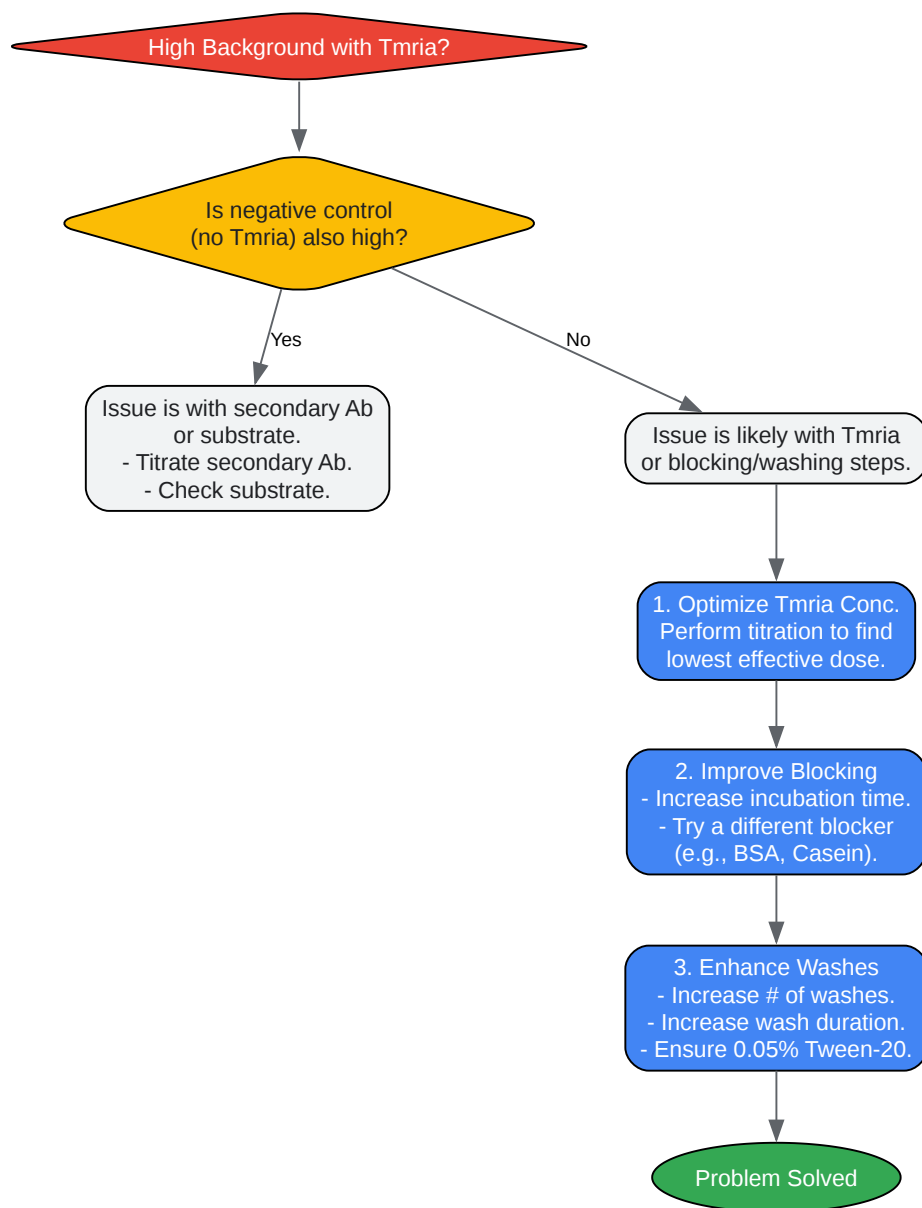 High Background with Tmria?
Is negative control
(no Tmria) also high?
Yes
No
Issue is with secondary Ab
or substrate.
- Titrate secondary Ab.
- Check substrate.
Issue is likely with Tmria
or blocking/washing steps.
1. Optimize Tmria Conc.
Perform titration to find
lowest effective dose.
2. Improve Blocking
- Increase incubation time.
- Try a different blocker
(e.g., BSA, Casein).
3. Enhance Washes
- Increase # of washes.
- Increase wash duration.
- Ensure 0.05% Tween-20.
Problem Solved